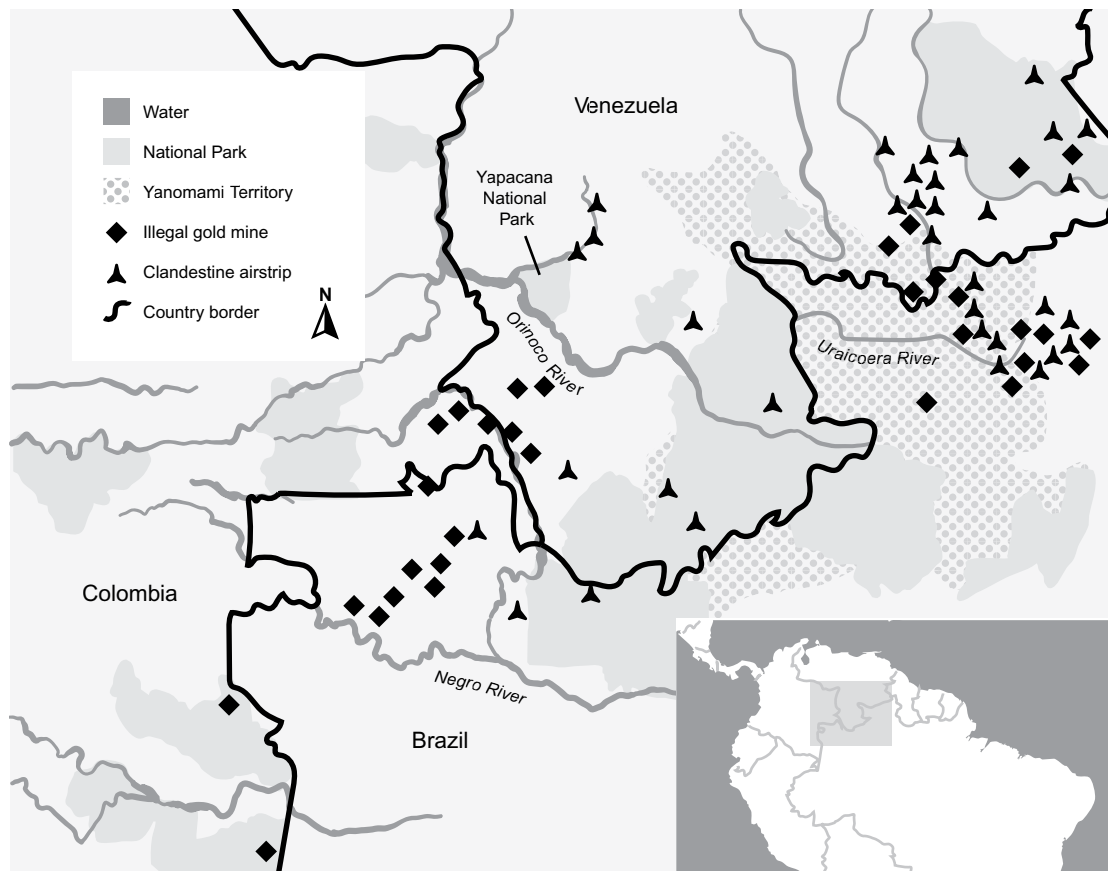 Water
National Park
Yanomami Territory
Illegal gold mine
Clandestine airstrip
Country border
N
Venezuela
Yapacana
National
Park
Orinoco River
Uraicoera River
Colombia
Negro River
Brazil